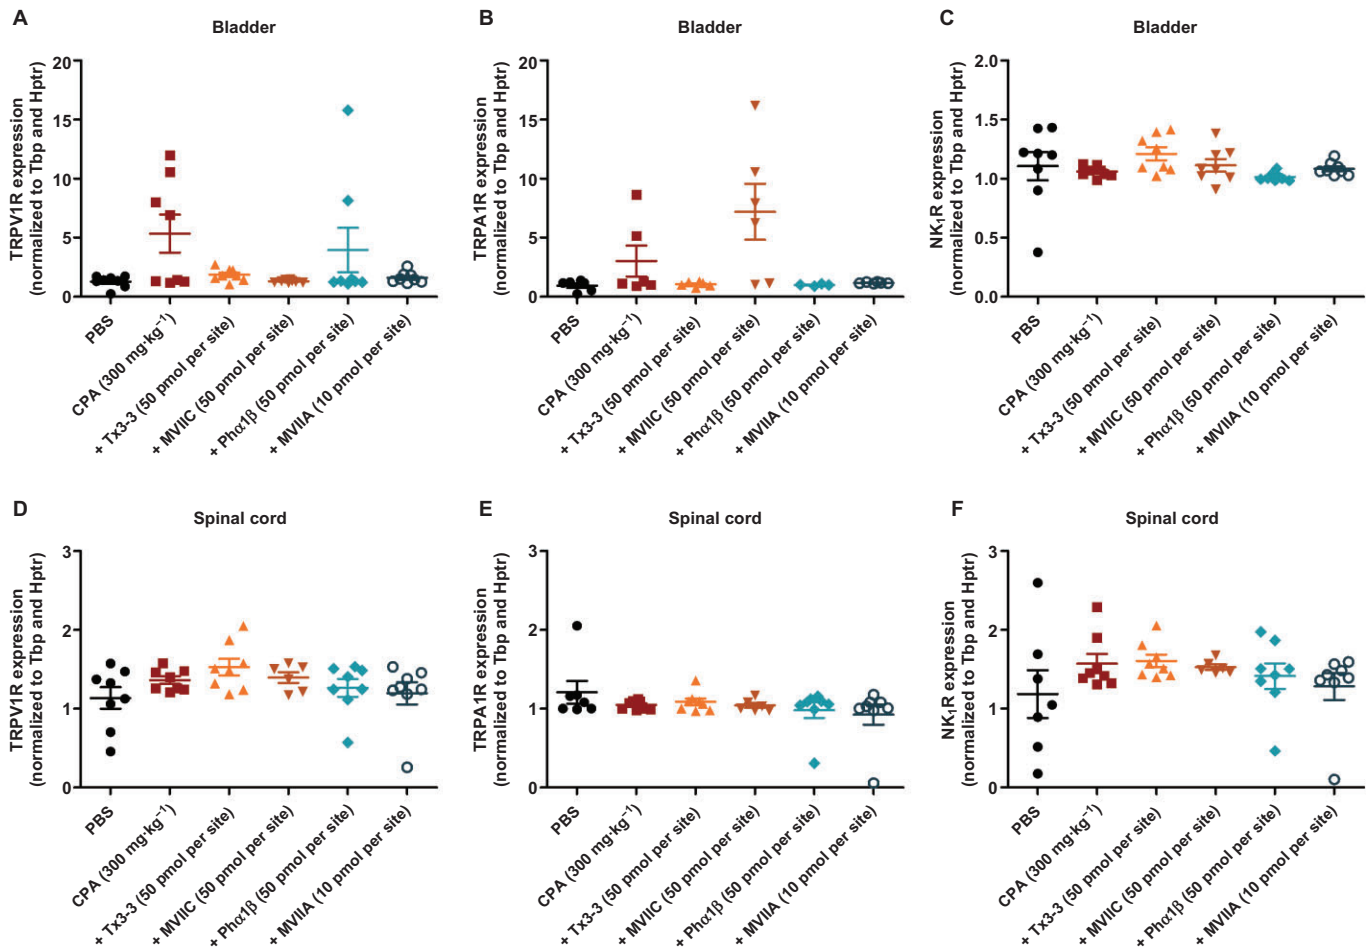 A
Bladder
TRPV1R expression
(normalized to Tbp and Hptr)
20
15
10
5
0
PBS
CPA (300 mg·kg⁻¹)
+ Tx3-3 (50 pmol per site)
+ MVIIC (50 pmol per site)
+ Phα1β (50 pmol per site)
+ MVIIA (10 pmol per site)
B
Bladder
TRPA1R expression
(normalized to Tbp and Hptr)
20
15
10
5
0
PBS
CPA (300 mg·kg⁻¹)
+ Tx3-3 (50 pmol per site)
+ MVIIC (50 pmol per site)
+ Phα1β (50 pmol per site)
+ MVIIA (10 pmol per site)
C
Bladder
NK₁R expression
(normalized to Tbp and Hptr)
2.0
1.5
1.0
0.5
0.0
PBS
CPA (300 mg·kg⁻¹)
+ Tx3-3 (50 pmol per site)
+ MVIIC (50 pmol per site)
+ Phα1β (50 pmol per site)
+ MVIIA (10 pmol per site)
D
Spinal cord
TRPV1R expression
(normalized to Tbp and Hptr)
3
2
1
0
PBS
CPA (300 mg·kg⁻¹)
+ Tx3-3 (50 pmol per site)
+ MVIIC (50 pmol per site)
+ Phα1β (50 pmol per site)
+ MVIIA (10 pmol per site)
E
Spinal cord
TRPA1R expression
(normalized to Tbp and Hptr)
3
2
1
0
PBS
CPA (300 mg·kg⁻¹)
+ Tx3-3 (50 pmol per site)
+ MVIIC (50 pmol per site)
+ Phα1β (50 pmol per site)
+ MVIIA (10 pmol per site)
F
Spinal cord
NK₁R expression
(normalized to Tbp and Hptr)
3
2
1
0
PBS
CPA (300 mg·kg⁻¹)
+ Tx3-3 (50 pmol per site)
+ MVIIC (50 pmol per site)
+ Phα1β (50 pmol per site)
+ MVIIA (10 pmol per site)